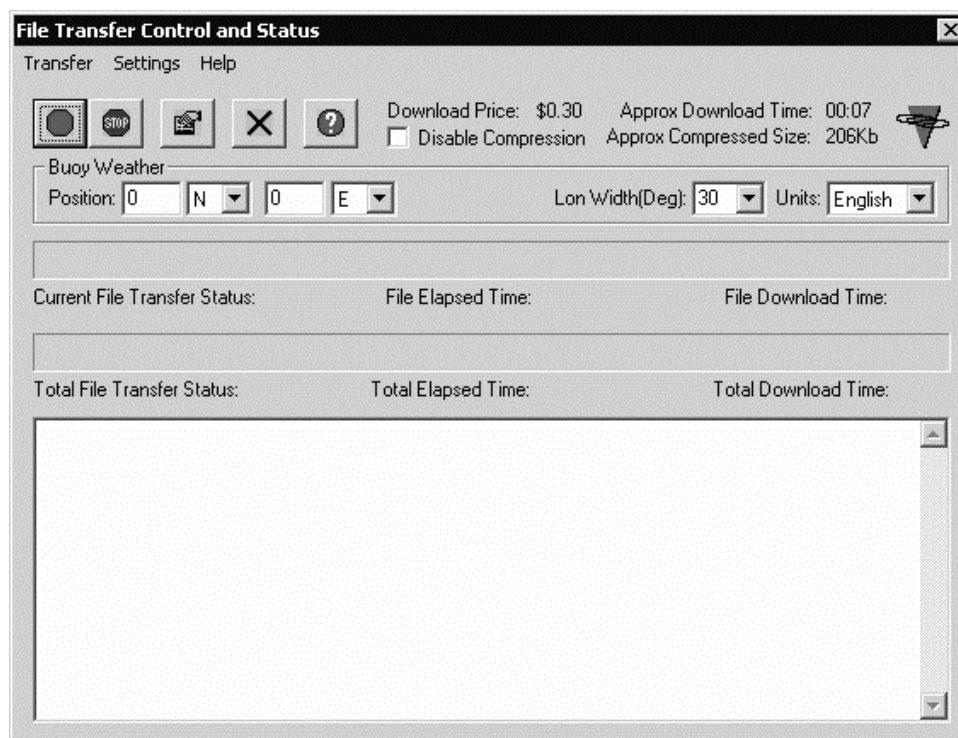 File Transfer Control and Status
Transfer Settings Help
STOP ? Download Price: $0.30 Approx Download Time: 00:07
Disable Compression Approx Compressed Size: 206Kb
Buoy Weather
Position: 0 N 0 E Lon Width(Deg): 30 Units: English
Current File Transfer Status: File Elapsed Time: File Download Time:
Total File Transfer Status: Total Elapsed Time: Total Download Time: